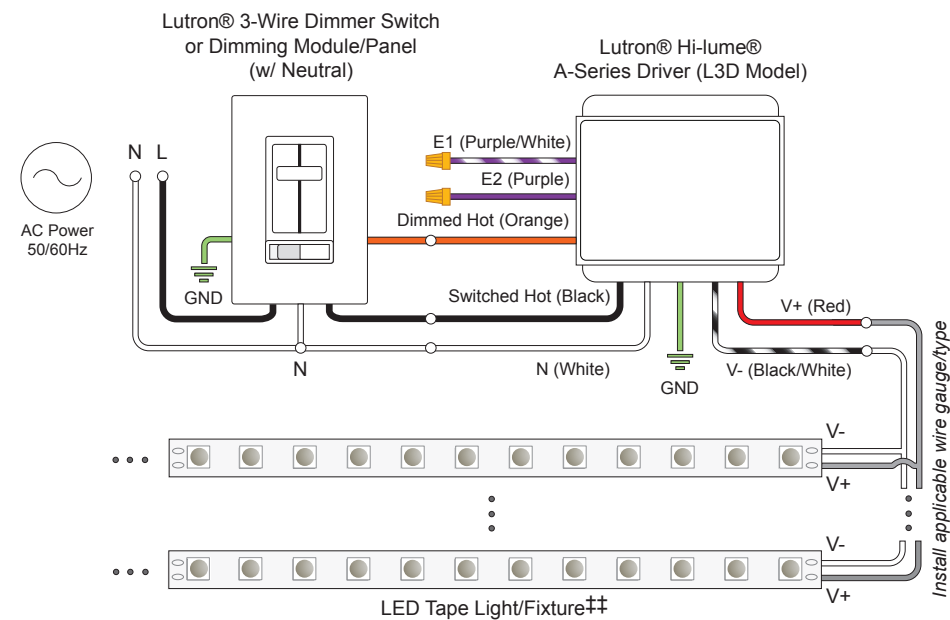 Lutron® 3-Wire Dimmer Switch
or Dimming Module/Panel
(w/ Neutral)
Lutron® Hi-lume®
A-Series Driver (L3D Model)
N L
AC Power
50/60Hz
E1 (Purple/White)
E2 (Purple)
Dimmed Hot (Orange)
GND
Switched Hot (Black)
V+ (Red)
N
N (White)
GND
V- (Black/White)
Install applicable wire gauge/type
V-
V+
V-
V+
LED Tape Light/Fixture‡‡